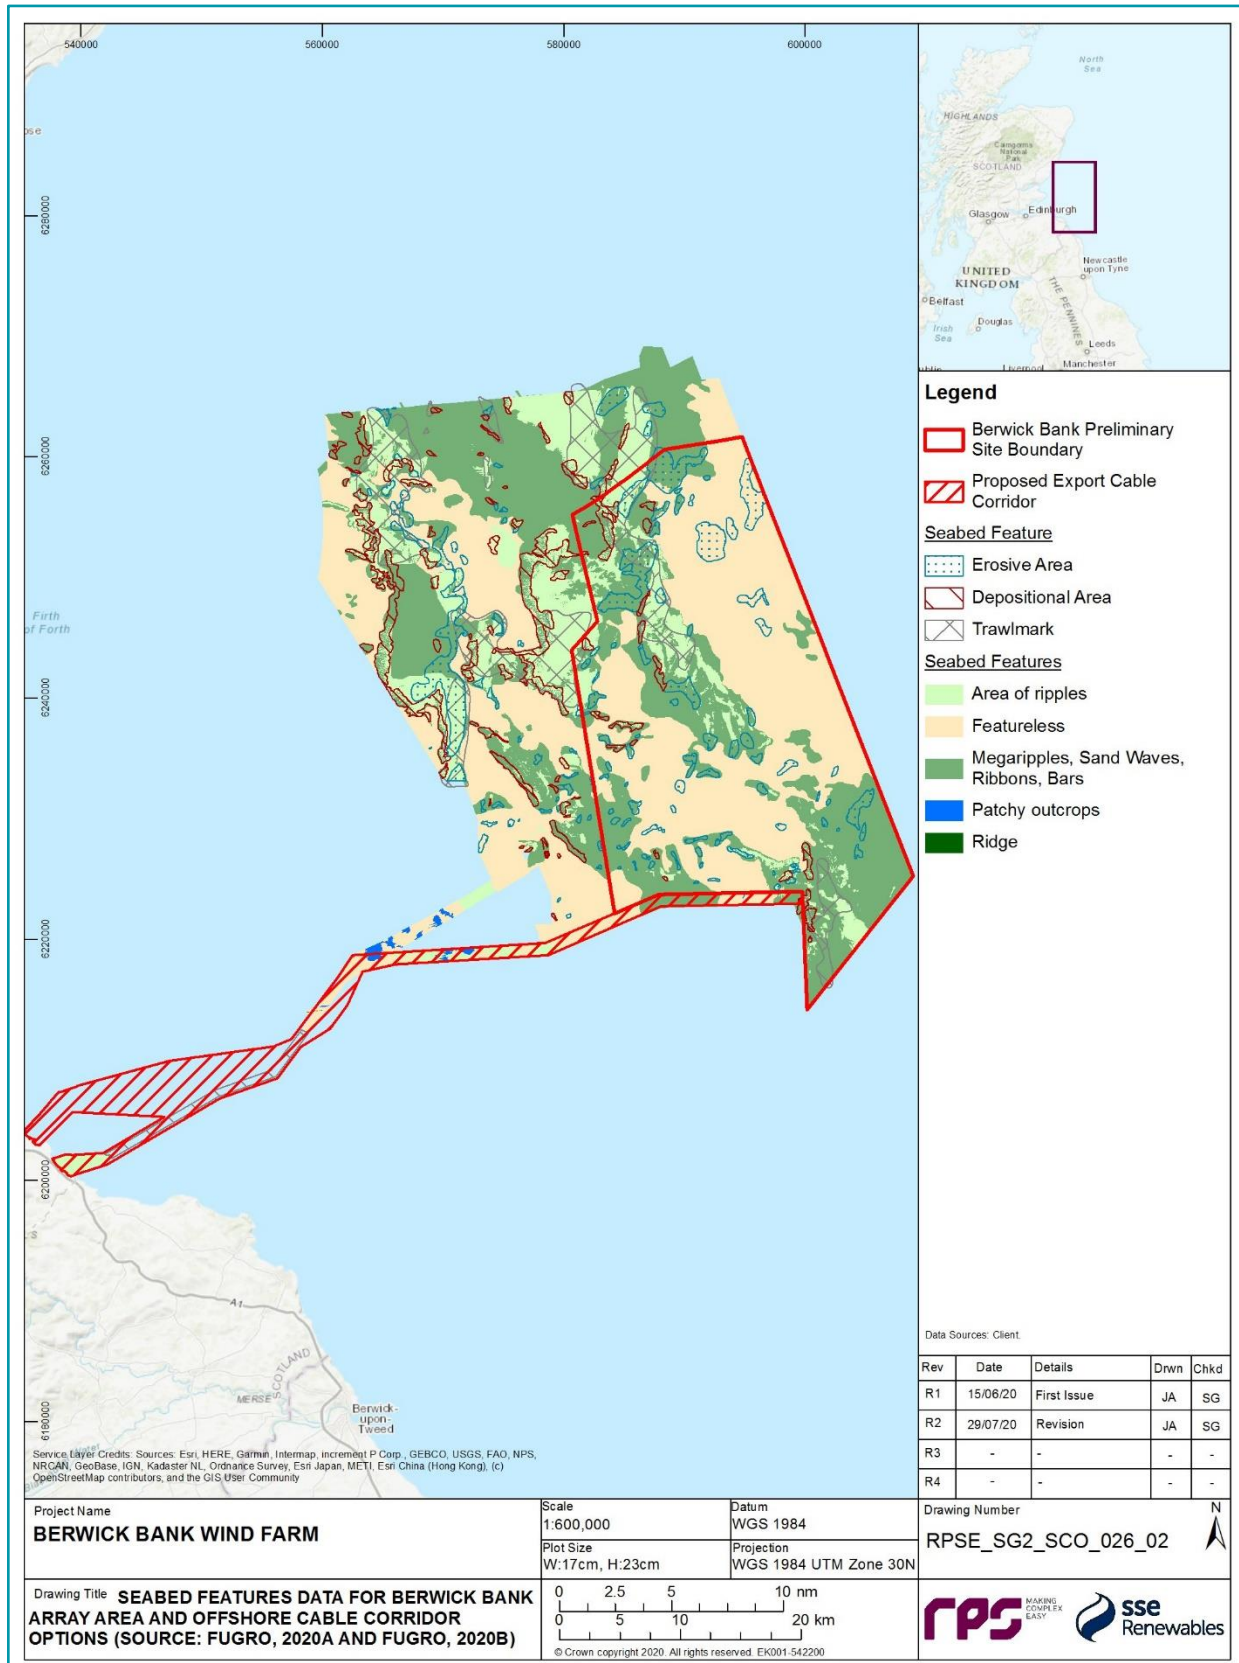 540000
560000
580000
600000
ose
6280000
6260000
6240000
6220000
6200000
6180000
Firth
of Forth
A1
SCOTLAND
MERSE
Berwick-
upon-
Tweed
Service Layer Credits: Sources: Esri, HERE, Garmin, Intermap, increment P Corp., GEBCO, USGS, FAO, NPS,
NRCAN, GeoBase, IGN, Kadaster NL, Ordnance Survey, Esri Japan, METI, Esri China (Hong Kong), (c)
OpenStreetMap contributors, and the GIS User Community
North
Sea
HIGHLANDS
Cairngorms
National
Park
SCOTLAND
Glasgow
Edinburgh
UNITED
KINGDOM
Newcastle
upon Tyne
THE PENNINES
Belfast
Douglas
Irish
Sea
Leeds
Manchester
Liverpool
Legend
Berwick Bank Preliminary
Site Boundary
Proposed Export Cable
Corridor
Seabed Feature
Erosive Area
Depositional Area
Trawlmark
Seabed Features
Area of ripples
Featureless
Megaripples, Sand Waves,
Ribbons, Bars
Patchy outcrops
Ridge
Data Sources: Client.
Rev Date Details Drwn Chkd
R1 15/06/20 First Issue JA SG
R2 29/07/20 Revision JA SG
R3 - - - -
R4 - - - -
Project Name
BERWICK BANK WIND FARM
Scale
1:600,000
Datum
WGS 1984
Plot Size
W:17cm, H:23cm
Projection
WGS 1984 UTM Zone 30N
Drawing Number
RPSE_SG2_SCO_026_02
N
Drawing Title SEABED FEATURES DATA FOR BERWICK BANK
ARRAY AREA AND OFFSHORE CABLE CORRIDOR
OPTIONS (SOURCE: FUGRO, 2020A AND FUGRO, 2020B)
0 2.5 5 10 nm
0 5 10 20 km
© Crown copyright 2020. All rights reserved. EK001-542200
rps
MAKING
COMPLEX
EASY
sse
Renewables